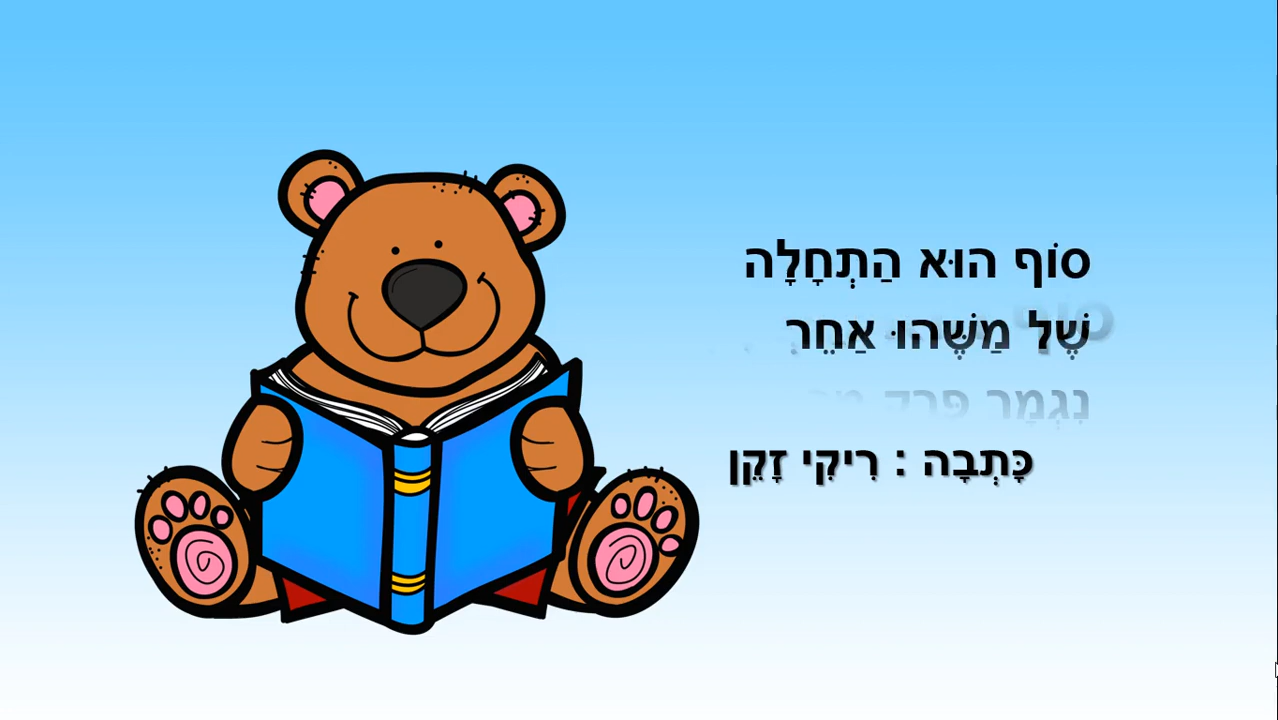 סוֹף הוּא הַתְחָלָה
שֶׁל מַשֶּׁהוּ אַחֵר
נִגְמַר פֶּרֶק
כָּתְבָה : רִיקִי זָקֵן